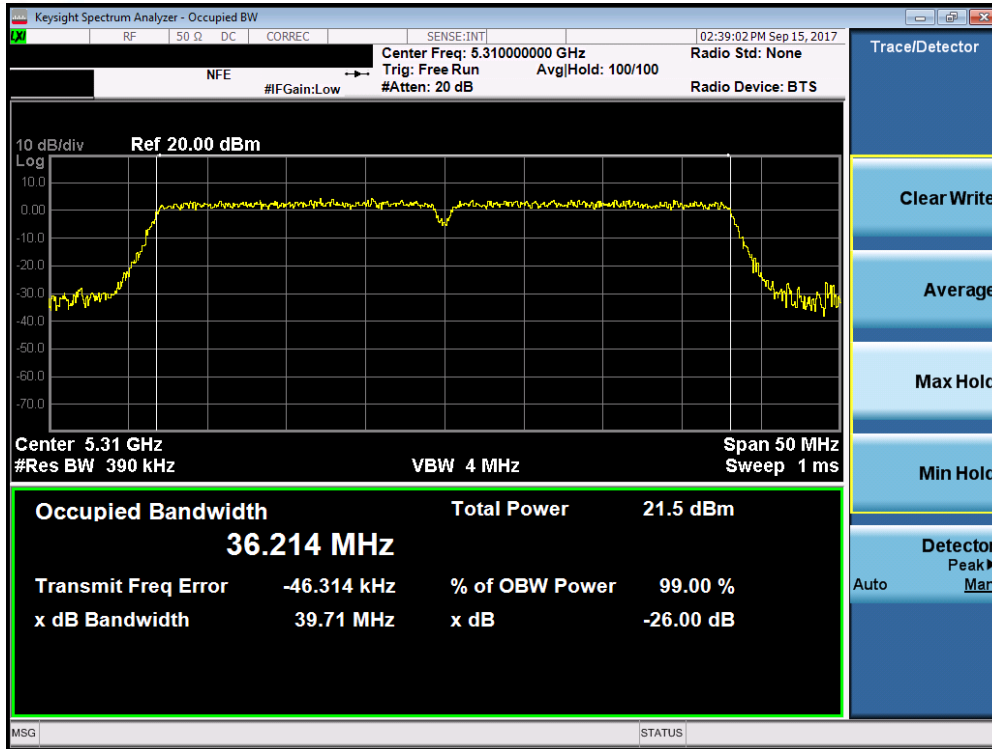 Keysight Spectrum Analyzer - Occupied BW
LXI RF 50 Ω DC CORREC SENSE:INT 02:39:02 PM Sep 15, 2017
Center Freq: 5.310000000 GHz Radio Std: None
NFE Trig: Free Run Avg|Hold: 100/100
#IFGain:Low #Atten: 20 dB Radio Device: BTS
10 dB/div Ref 20.00 dBm
Log
10.0
0.00
-10.0
-20.0
-30.0
-40.0
-50.0
-60.0
-70.0
Center 5.31 GHz Span 50 MHz
#Res BW 390 kHz VBW 4 MHz Sweep 1 ms
Occupied Bandwidth Total Power 21.5 dBm
36.214 MHz
Transmit Freq Error -46.314 kHz % of OBW Power 99.00 %
x dB Bandwidth 39.71 MHz x dB -26.00 dB
MSG STATUS
Trace/Detector
Clear Write
Average
Max Hold
Min Hold
Detector
Peak
Auto Man